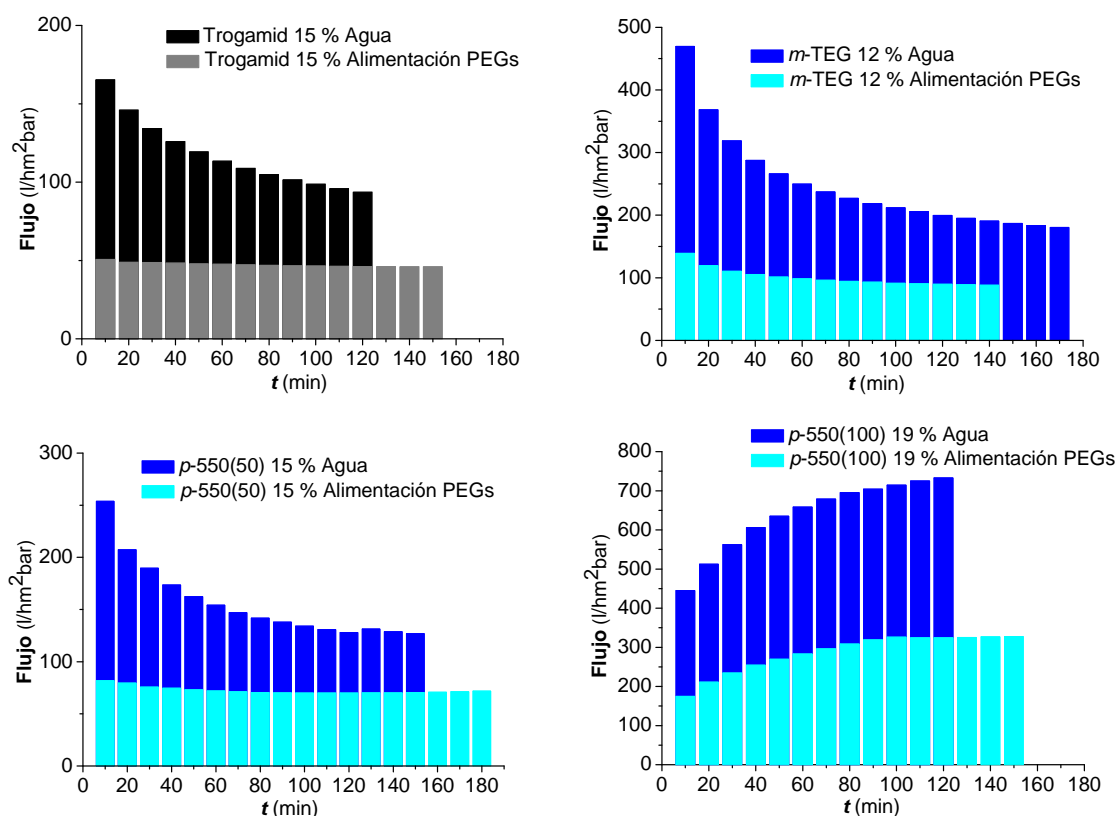 Trogamid 15 % Agua
Trogamid 15 % Alimentación PEGs
Flujo (l/hm2bar)
200
100
0
0 20 40 60 80 100 120 140 160 180
t (min)
m-TEG 12 % Agua
m-TEG 12 % Alimentación PEGs
Flujo (l/hm2bar)
500
400
300
200
100
0
0 20 40 60 80 100 120 140 160 180
t (min)
p-550(50) 15 % Agua
p-550(50) 15 % Alimentación PEGs
Flujo (l/hm2bar)
300
200
100
0
0 20 40 60 80 100 120 140 160 180
t (min)
p-550(100) 19 % Agua
p-550(100) 19 % Alimentación PEGs
Flujo (l/hm2bar)
800
700
600
500
400
300
200
100
0
0 20 40 60 80 100 120 140 160 180
t (min)